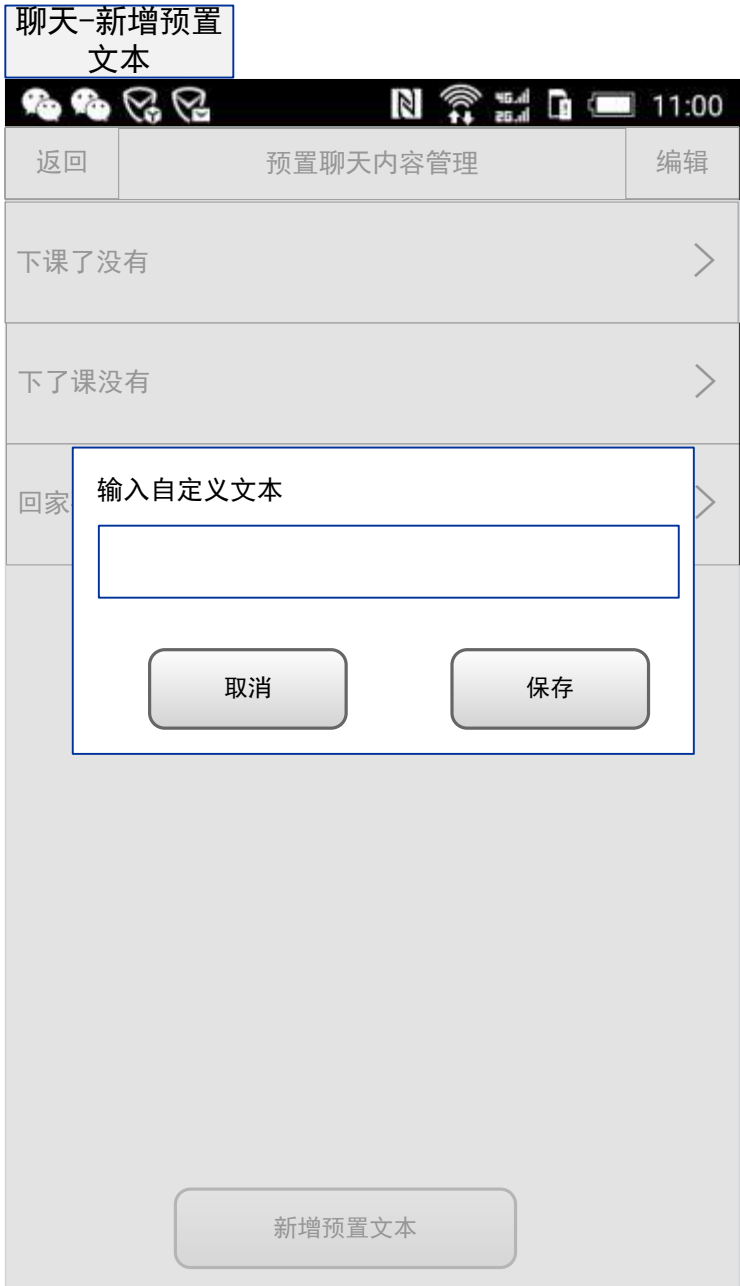 聊天-新增预置
文本
4G
2G
11:00
返回
预置聊天内容管理
编辑
下课了没有
下了课没有
回家
输入自定义文本
取消
保存
新增预置文本